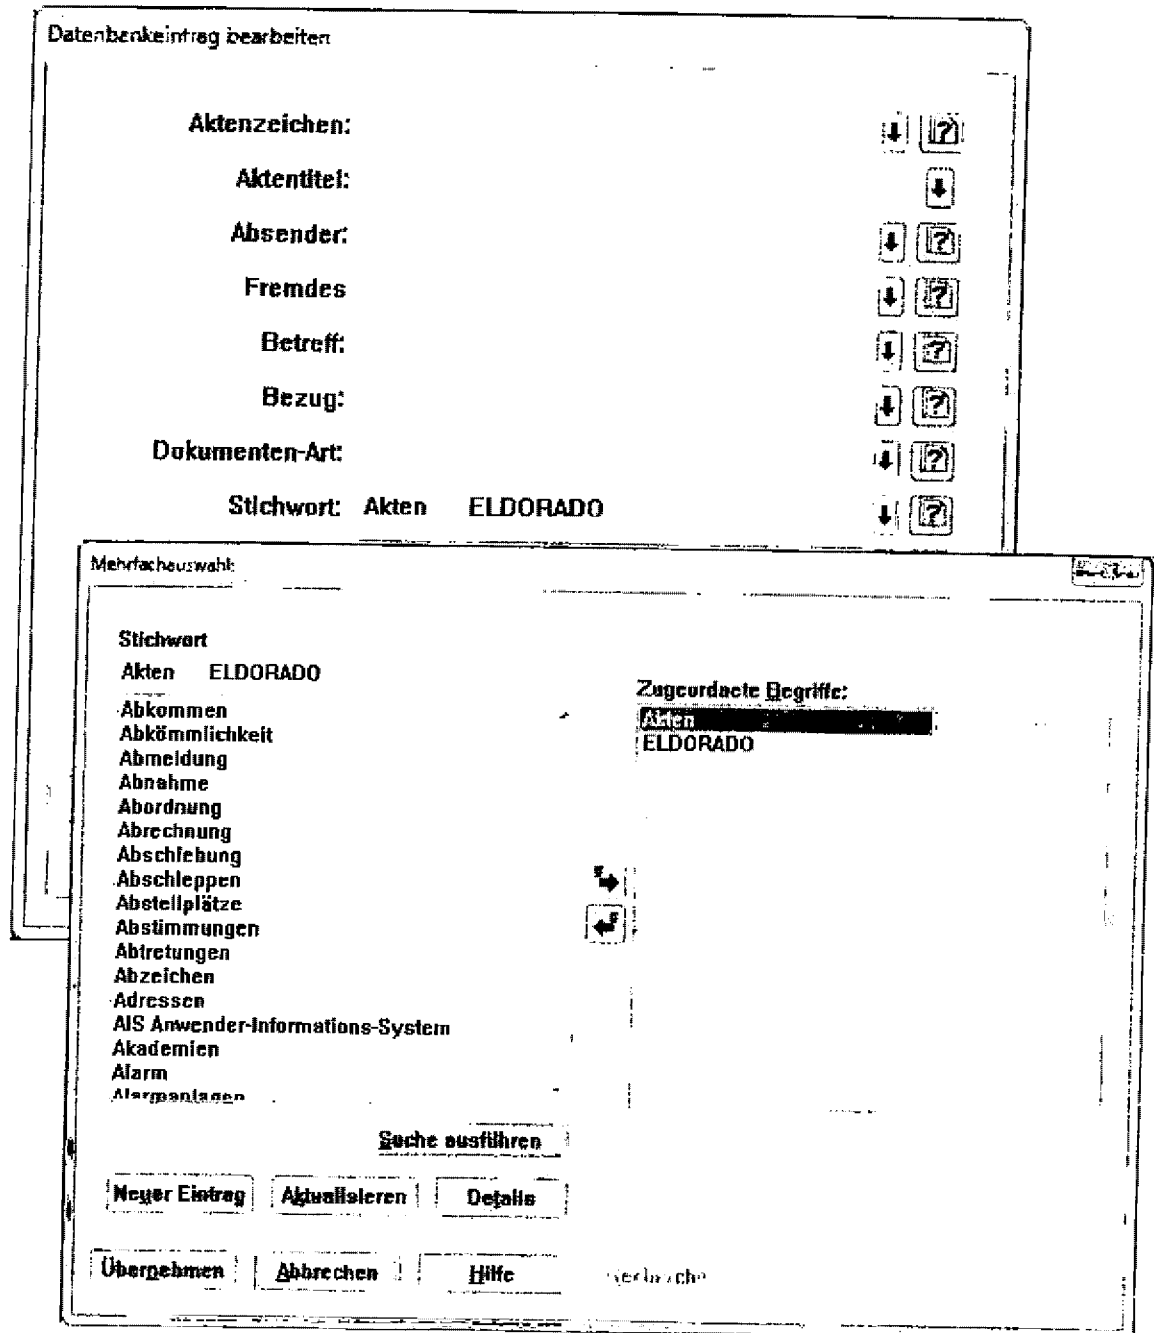 Datenbankeintrag bearbeiten
Aktenzeichen:
Aktentitel:
Absender:
Fremdes
Betreff:
Bezug:
Dokumenten-Art:
Stichwort: Akten ELDORADO
Mehrfachauswahl:
Stichwort
Akten ELDORADO
Abkommen
Abkömmlichkeit
Abmeldung
Abnahme
Abordnung
Abrechnung
Abschiebung
Abschleppen
Abstellplätze
Abstimmungen
Abtretungen
Abzeichen
Adressen
AIS Anwender-Informations-System
Akademien
Alarm
Alarmanlagen
Zugeordnete Begriffe:
Akten
ELDORADO
Suche ausführen
Neuer Eintrag Aktualisieren Details
Übernehmen Abbrechen Hilfe